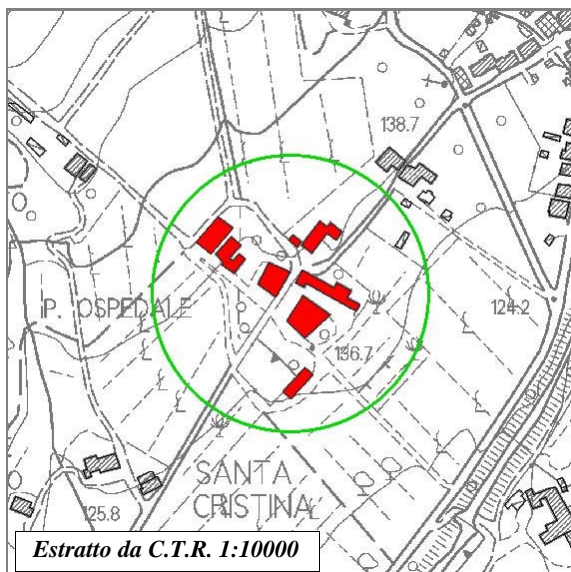 138.7
P. OSPEDALE
124.2
136.7
SANTA
CRISTINA
125.8
Estratto da C.T.R. 1:10000